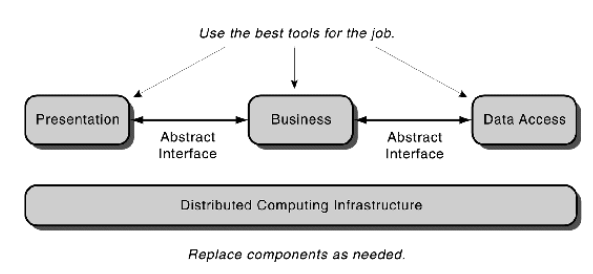 Use the best tools for the job.
Presentation
Business
Data Access
Abstract
Interface
Abstract
Interface
Distributed Computing Infrastructure
Replace components as needed.